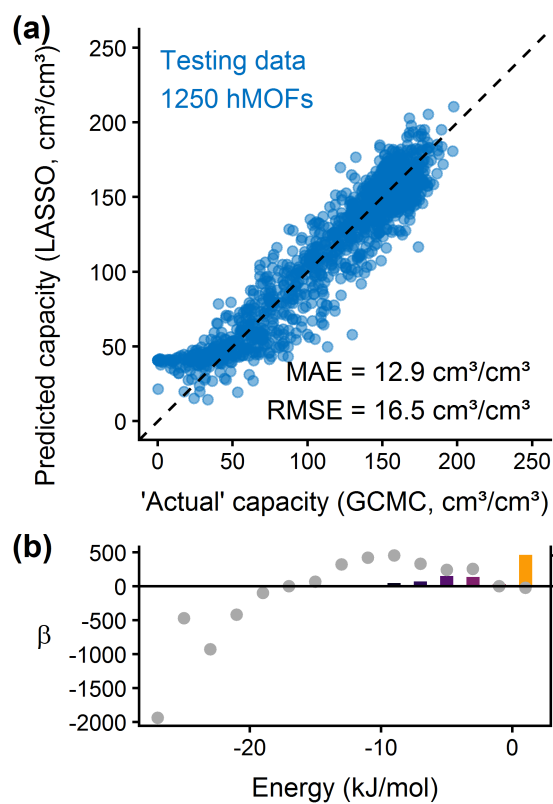 (a)
Testing data
1250 hMOFs
250
200
150
100
50
0
Predicted capacity (LASSO, cm³/cm³)
MAE = 12.9 cm³/cm³
RMSE = 16.5 cm³/cm³
0 50 100 150 200 250
'Actual' capacity (GCMC, cm³/cm³)
(b)
500
0
-500
-1000
-1500
-2000
β
-20 -10 0
Energy (kJ/mol)